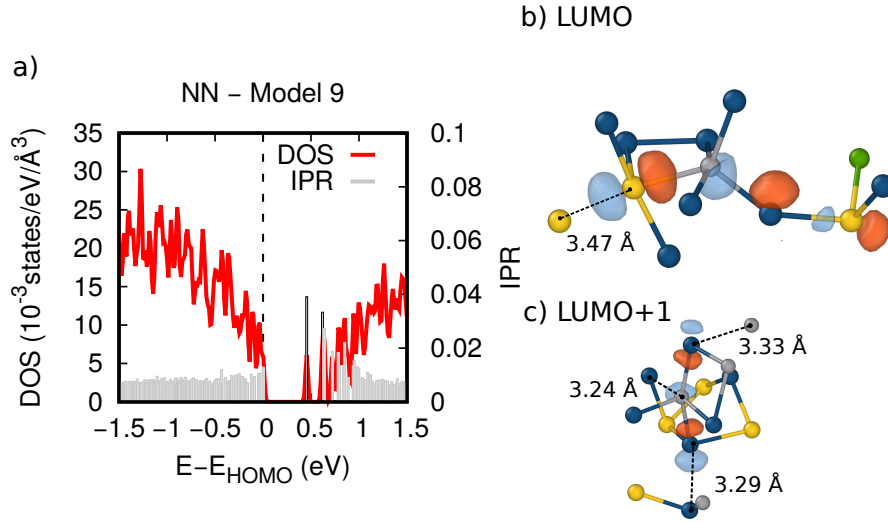 a)
NN − Model 9
DOS (10⁻³states/eV/Å³)
35
30
25
20
15
10
5
0
DOS
IPR
0.1
0.08
0.06
0.04
0.02
0
IPR
−1.5
−1
−0.5
0
0.5
1
1.5
E−E_HOMO (eV)
b) LUMO
3.47 Å
c) LUMO+1
3.33 Å
3.24 Å
3.29 Å